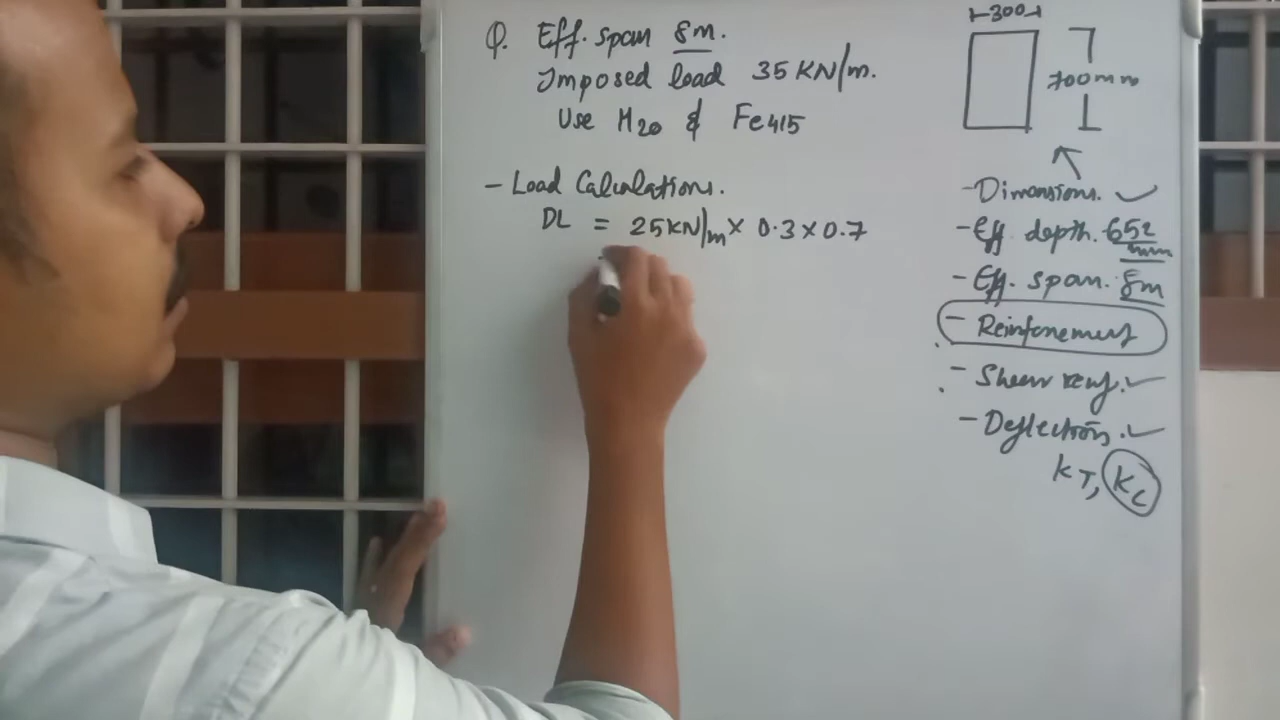 Q. Eff. span 8m.
Imposed load 35 KN/m.
Use M20 & Fe415
- Load Calculations.
DL = 25KN/m × 0.3 × 0.7
300
700mm
- Dimensions. ✓
- Eff depth. 652 mm
- Eff. span. 8m
- Reinforcement
- Shear reinf. ✓
- Deflection. ✓
KT, KC